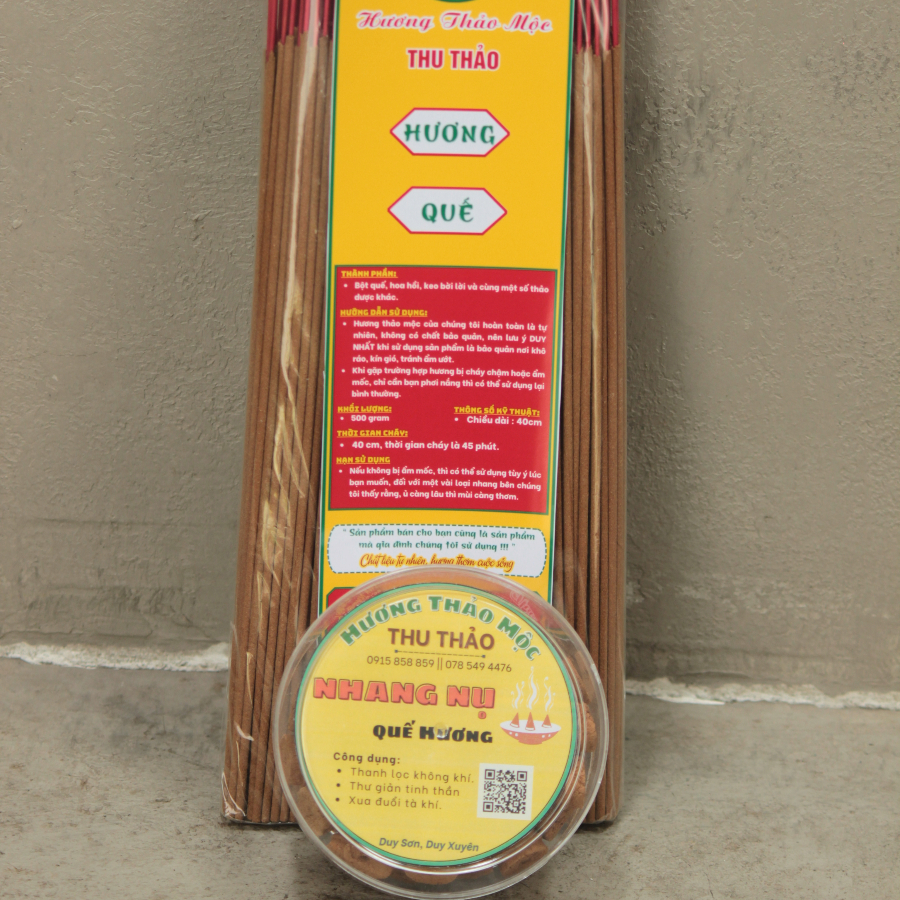 Hương Thảo Mộc
THU THẢO
HƯƠNG
QUẾ
THÀNH PHẦN:
• Bột quế, hoa hồi, keo bời lời và cùng một số thảo
dược khác.
HƯỚNG DẪN SỬ DỤNG:
• Hương thảo mộc của chúng tôi hoàn toàn là tự
nhiên, không có chất bảo quản, nên lưu ý DUY
NHẤT khi sử dụng sản phẩm là bảo quản nơi khô
ráo, kín gió, tránh ẩm ướt.
• Khi gặp trường hợp hương bị cháy chậm hoặc ẩm
mốc, chỉ cần bạn phơi nắng thì có thể sử dụng lại
bình thường.
KHỐI LƯỢNG:
• 500 gram
THÔNG SỐ KỸ THUẬT:
• Chiều dài : 40cm
THỜI GIAN CHÁY:
• 40 cm, thời gian cháy là 45 phút.
HẠN SỬ DỤNG
• Nếu không bị ẩm mốc, thì có thể sử dụng tùy ý lúc
bạn muốn, đối với một vài loại nhang bên chúng
tôi thấy rằng, ủ càng lâu thì mùi càng thơm.
" Sản phẩm bán cho bạn cũng là sản phẩm
mà gia đình chúng tôi sử dụng !!! "
Chất liệu tự nhiên, hương thơm cuộc sống
HƯƠNG THẢO MỘC
THU THẢO
0915 858 859 || 078 549 4476
NHANG NỤ
QUẾ HƯƠNG
Công dụng:
• Thanh lọc không khí.
• Thư giản tinh thần
• Xua đuổi tà khí.
Duy Sơn, Duy Xuyên